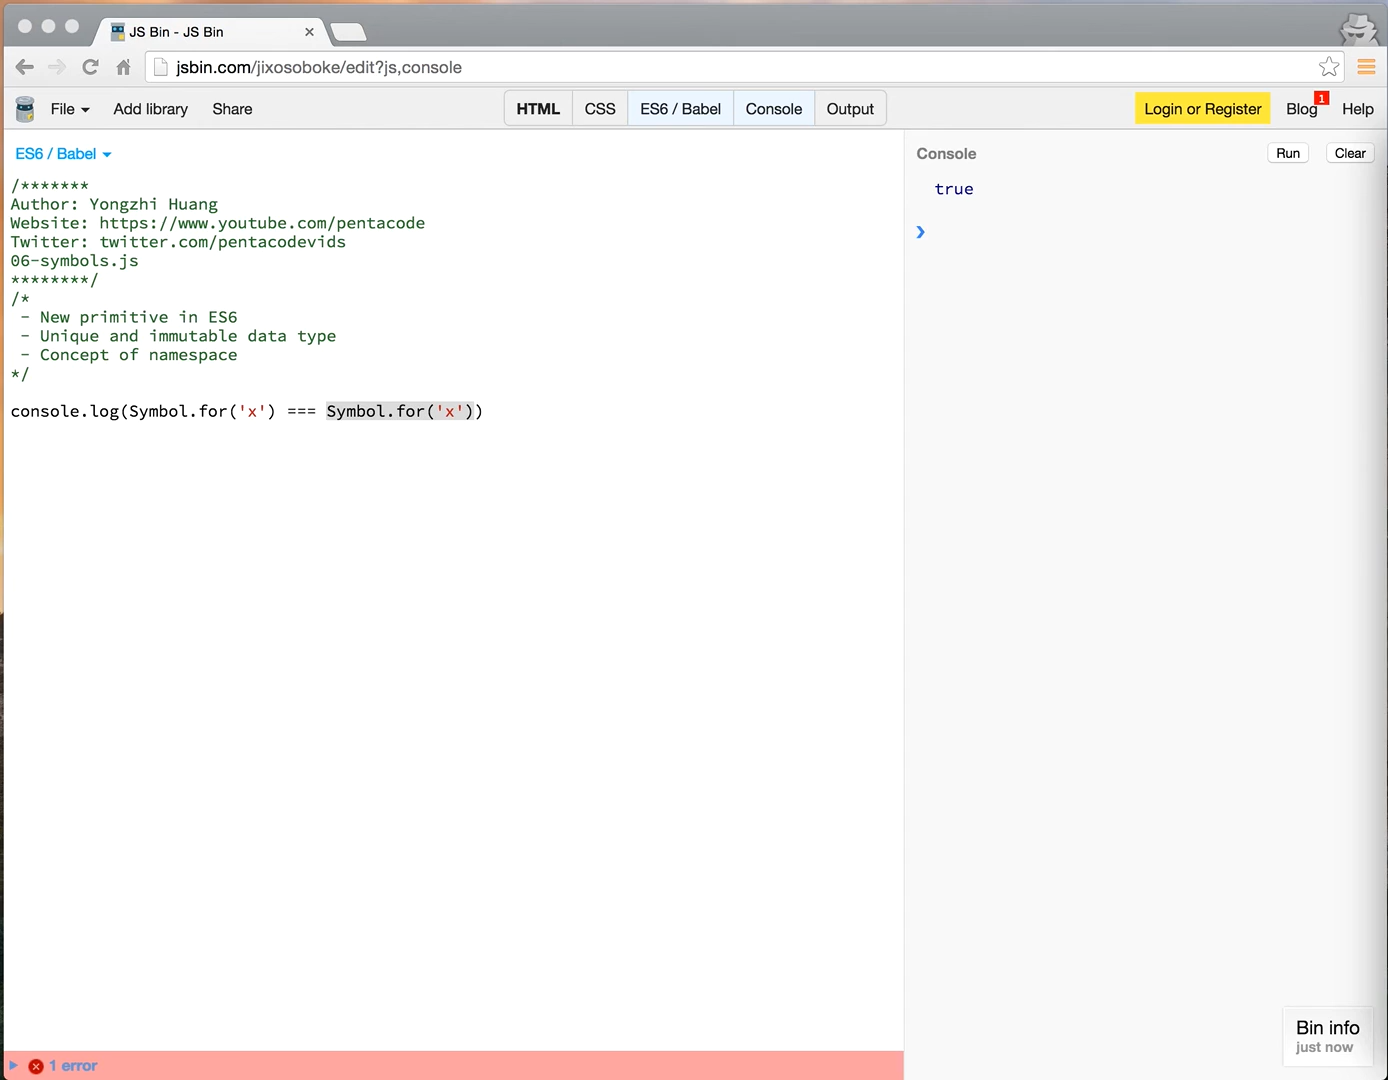 JS Bin - JS Bin
jsbin.com/jixosoboke/edit?js,console
File Add library Share HTML CSS ES6 / Babel Console Output Login or Register Blog 1 Help
ES6 / Babel
/*******
Author: Yongzhi Huang
Website: https://www.youtube.com/pentacode
Twitter: twitter.com/pentacodevids
06-symbols.js
********/
/*
- New primitive in ES6
- Unique and immutable data type
- Concept of namespace
*/
console.log(Symbol.for('x') === Symbol.for('x'))
1 error
Console Run Clear
true
Bin info
just now